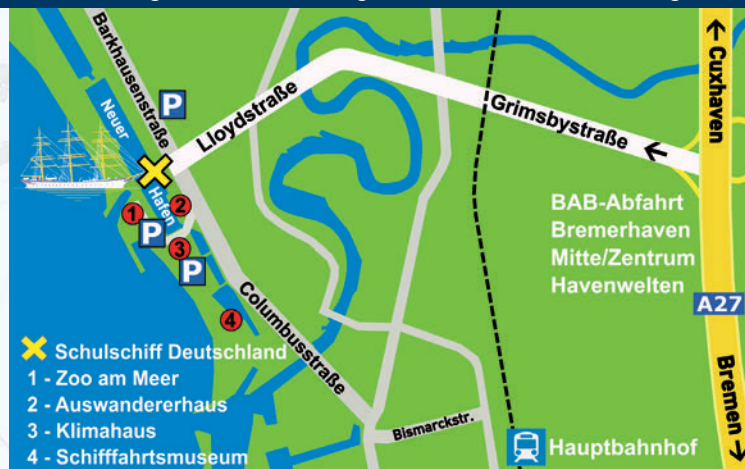 Barkhausenstraße
P
Neuer
Hafen
Lloydstraße
Grimsbystraße
←
← Cuxhaven
1
2
P
3
P
4
Columbusstraße
BAB-Abfahrt
Bremerhaven
Mitte/Zentrum
Havenwelten
A27
Bremen →
Schulschiff Deutschland
1 - Zoo am Meer
2 - Auswandererhaus
3 - Klimahaus
4 - Schifffahrtsmuseum
Bismarckstr.
Hauptbahnhof